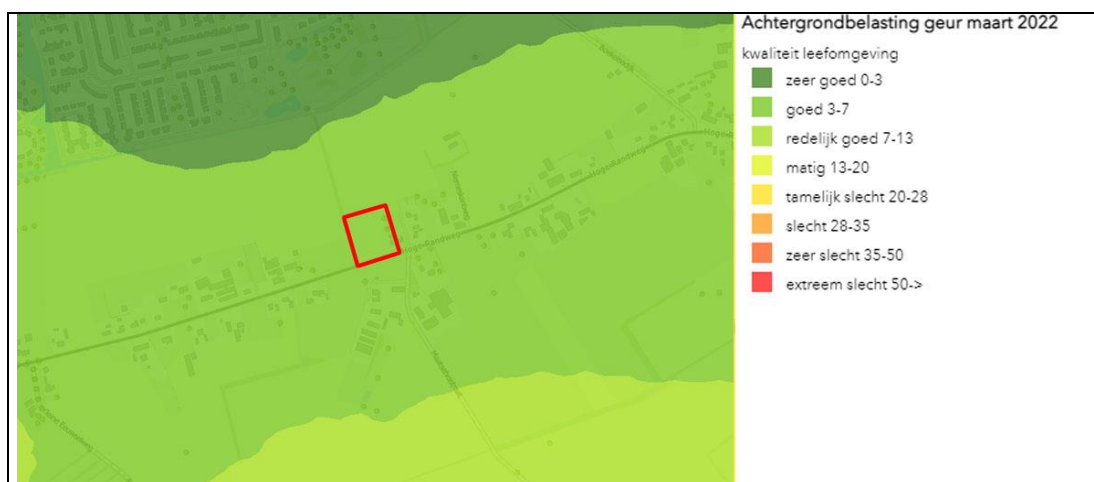 Achtergrondbelasting geur maart 2022
kwaliteit leefomgeving
zeer goed 0-3
goed 3-7
redelijk goed 7-13
matig 13-20
tamelijk slecht 20-28
slecht 28-35
zeer slecht 35-50
extreem slecht 50->